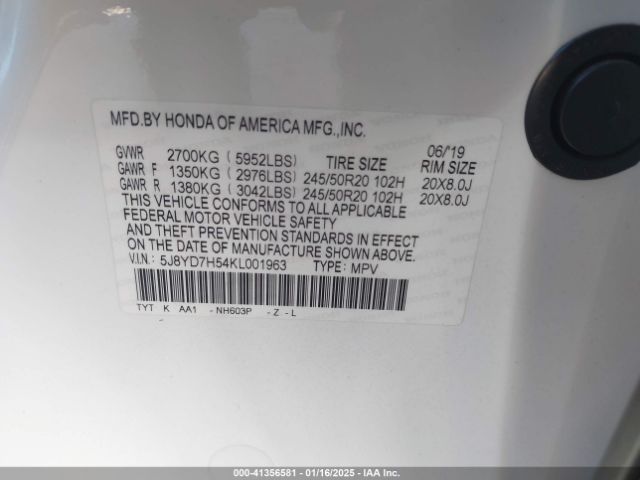 MFD.BY HONDA OF AMERICA MFG.,INC.
06/'19
GVWR 2700KG ( 5952LBS) TIRE SIZE RIM SIZE
GAWR F 1350KG ( 2976LBS) 245/50R20 102H 20X8.0J
GAWR R 1380KG ( 3042LBS) 245/50R20 102H 20X8.0J
THIS VEHICLE CONFORMS TO ALL APPLICABLE
FEDERAL MOTOR VEHICLE SAFETY
AND THEFT PREVENTION STANDARDS IN EFFECT
ON THE DATE OF MANUFACTURE SHOWN ABOVE.
V.I.N.: 5J8YD7H54KL001963 TYPE: MPV
TYT K AA1 -NH603P -Z -L
000-41356581 - 01/16/2025 - IAA Inc.